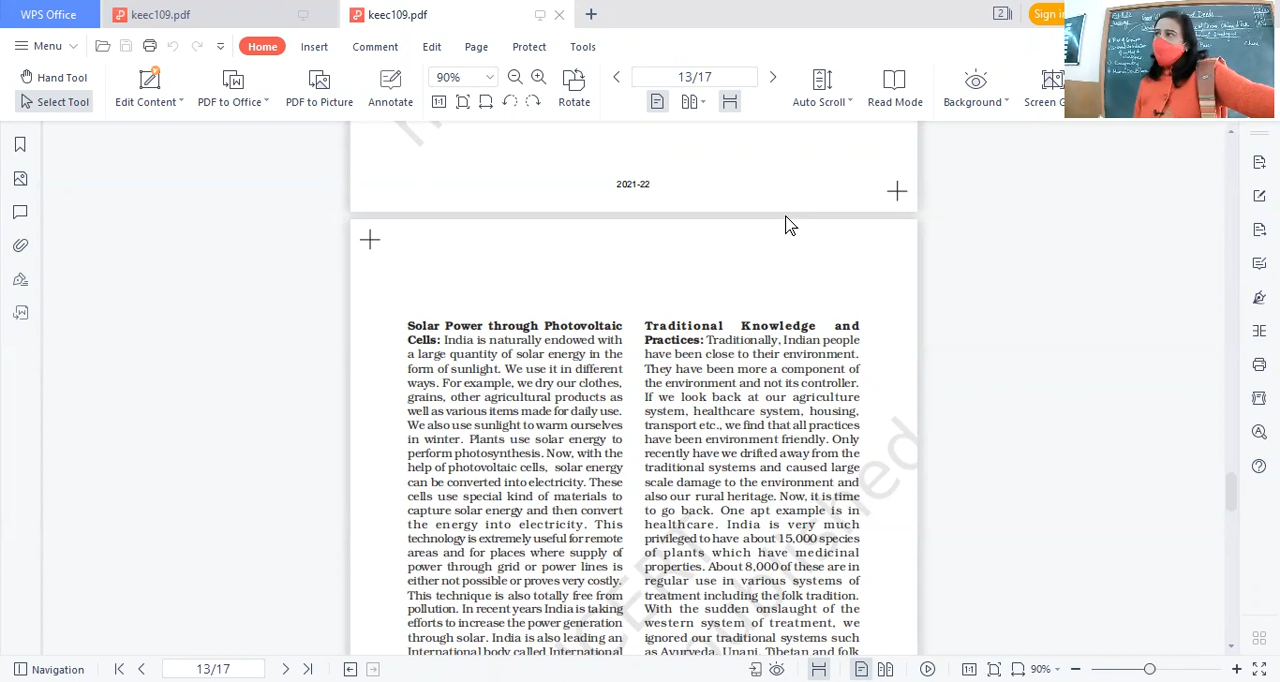 WPS Office
keec109.pdf
keec109.pdf
2
Sign in
Menu
Home
Insert
Comment
Edit
Page
Protect
Tools
Hand Tool
Select Tool
Edit Content
PDF to Office
PDF to Picture
Annotate
90%
Rotate
13/17
Auto Scroll
Read Mode
Background
Screen G
2021-22
Solar Power through Photovoltaic
Cells: India is naturally endowed with
a large quantity of solar energy in the
form of sunlight. We use it in different
ways. For example, we dry our clothes,
grains, other agricultural products as
well as various items made for daily use.
We also use sunlight to warm ourselves
in winter. Plants use solar energy to
perform photosynthesis. Now, with the
help of photovoltaic cells, solar energy
can be converted into electricity. These
cells use special kind of materials to
capture solar energy and then convert
the energy into electricity. This
technology is extremely useful for remote
areas and for places where supply of
power through grid or power lines is
either not possible or proves very costly.
This technique is also totally free from
pollution. In recent years India is taking
efforts to increase the power generation
through solar. India is also leading an
International body called International
Traditional Knowledge and
Practices: Traditionally, Indian people
have been close to their environment.
They have been more a component of
the environment and not its controller.
If we look back at our agriculture
system, healthcare system, housing,
transport etc., we find that all practices
have been environment friendly. Only
recently have we drifted away from the
traditional systems and caused large
scale damage to the environment and
also our rural heritage. Now, it is time
to go back. One apt example is in
healthcare. India is very much
privileged to have about 15,000 species
of plants which have medicinal
properties. About 8,000 of these are in
regular use in various systems of
treatment including the folk tradition.
With the sudden onslaught of the
western system of treatment, we
ignored our traditional systems such
as Ayurveda, Unani, Tibetan and folk
Navigation
13/17
90%